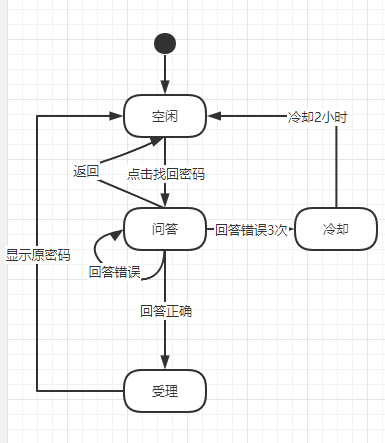 空闲
冷却2小时
返回
点击找回密码
问答
回答错误3次
冷却
显示原密码
回答错误
回答正确
受理